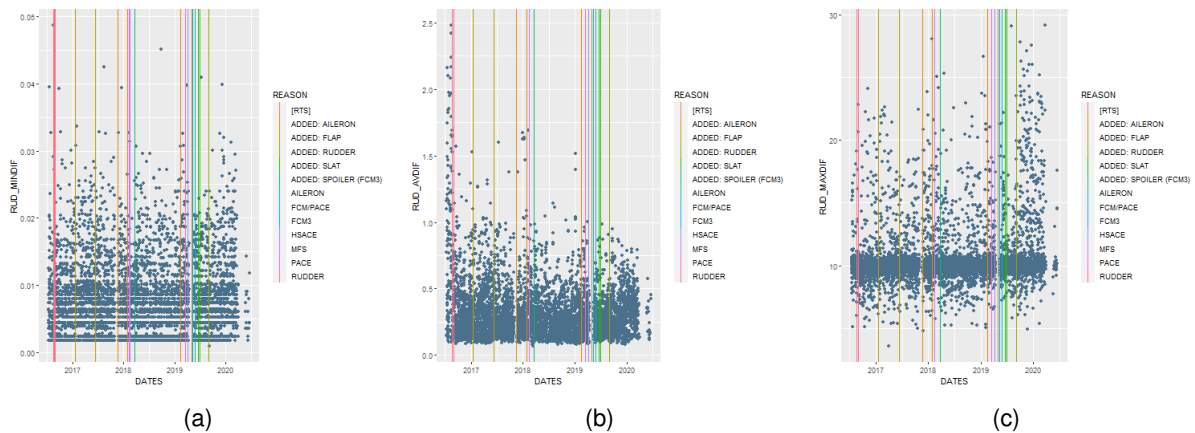 0.05
0.04
0.03
0.02
0.01
0.00
RUD_MINDIF
2017 2018 2019 2020
DATES
REASON
[RTS]
ADDED: AILERON
ADDED: FLAP
ADDED: RUDDER
ADDED: SLAT
ADDED: SPOILER (FCM3)
AILERON
FCM/PACE
FCM3
HSACE
MFS
PACE
RUDDER
(a)
2.5
2.0
1.5
1.0
0.5
0.0
RUD_AVDIF
2017 2018 2019 2020
DATES
REASON
[RTS]
ADDED: AILERON
ADDED: FLAP
ADDED: RUDDER
ADDED: SLAT
ADDED: SPOILER (FCM3)
AILERON
FCM/PACE
FCM3
HSACE
MFS
PACE
RUDDER
(b)
30
20
10
RUD_MAXDIF
2017 2018 2019 2020
DATES
REASON
[RTS]
ADDED: AILERON
ADDED: FLAP
ADDED: RUDDER
ADDED: SLAT
ADDED: SPOILER (FCM3)
AILERON
FCM/PACE
FCM3
HSACE
MFS
PACE
RUDDER
(c)